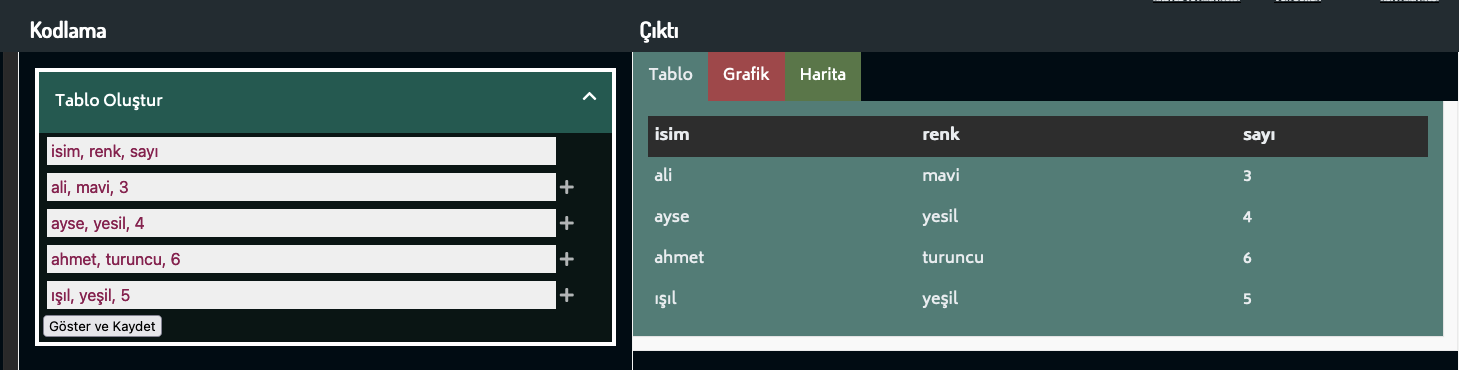 Kodlama
Çıktı
Tablo Oluştur
isim, renk, sayı
ali, mavi, 3
ayse, yesil, 4
ahmet, turuncu, 6
ışıl, yeşil, 5
Göster ve Kaydet
Tablo Grafik Harita
isim renk sayı
ali mavi 3
ayse yesil 4
ahmet turuncu 6
ışıl yeşil 5